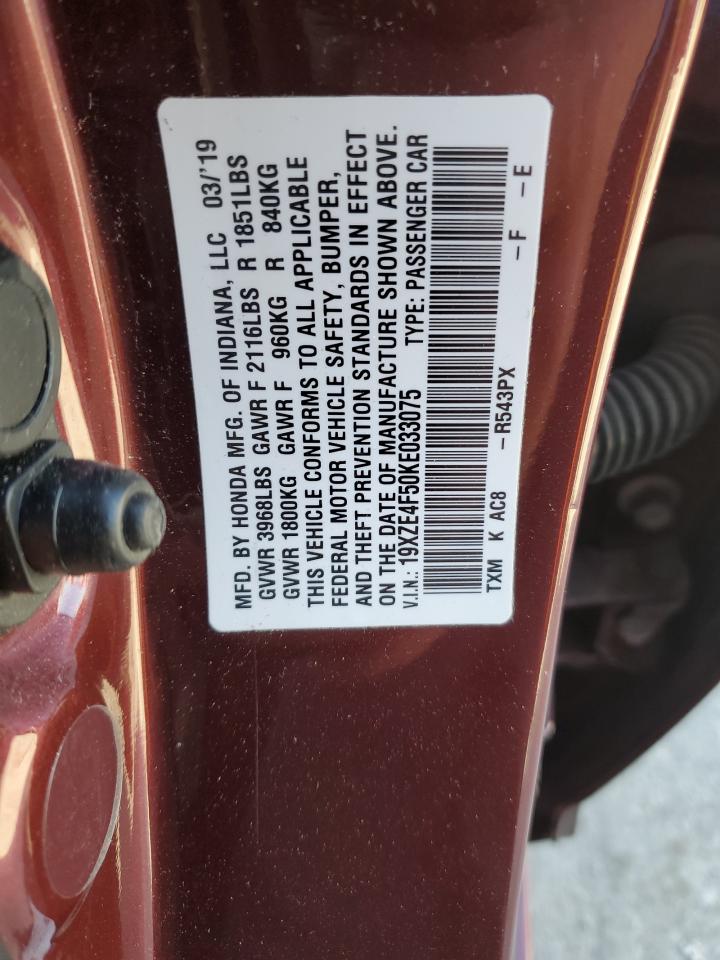 MFD. BY HONDA MFG. OF INDIANA, LLC 03/'19
GVWR 3968LBS GAWR F 2116LBS R 1851LBS
GVWR 1800KG GAWR F 960KG R 840KG
THIS VEHICLE CONFORMS TO ALL APPLICABLE
FEDERAL MOTOR VEHICLE SAFETY, BUMPER,
AND THEFT PREVENTION STANDARDS IN EFFECT
ON THE DATE OF MANUFACTURE SHOWN ABOVE.
V.I.N.: 19XZE4F50KE033075 TYPE: PASSENGER CAR
TXM K AC8 – R543PX – F – E